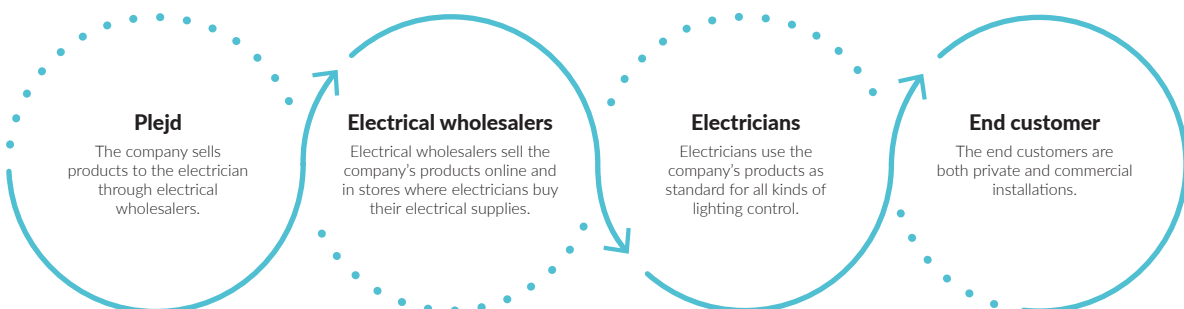 Plejd
The company sells
products to the electrician
through electrical
wholesalers.
Electrical wholesalers
Electrical wholesalers sell the
company's products online and
in stores where electricians buy
their electrical supplies.
Electricians
Electricians use the
company's products as
standard for all kinds of
lighting control.
End customer
The end customers are
both private and commercial
installations.